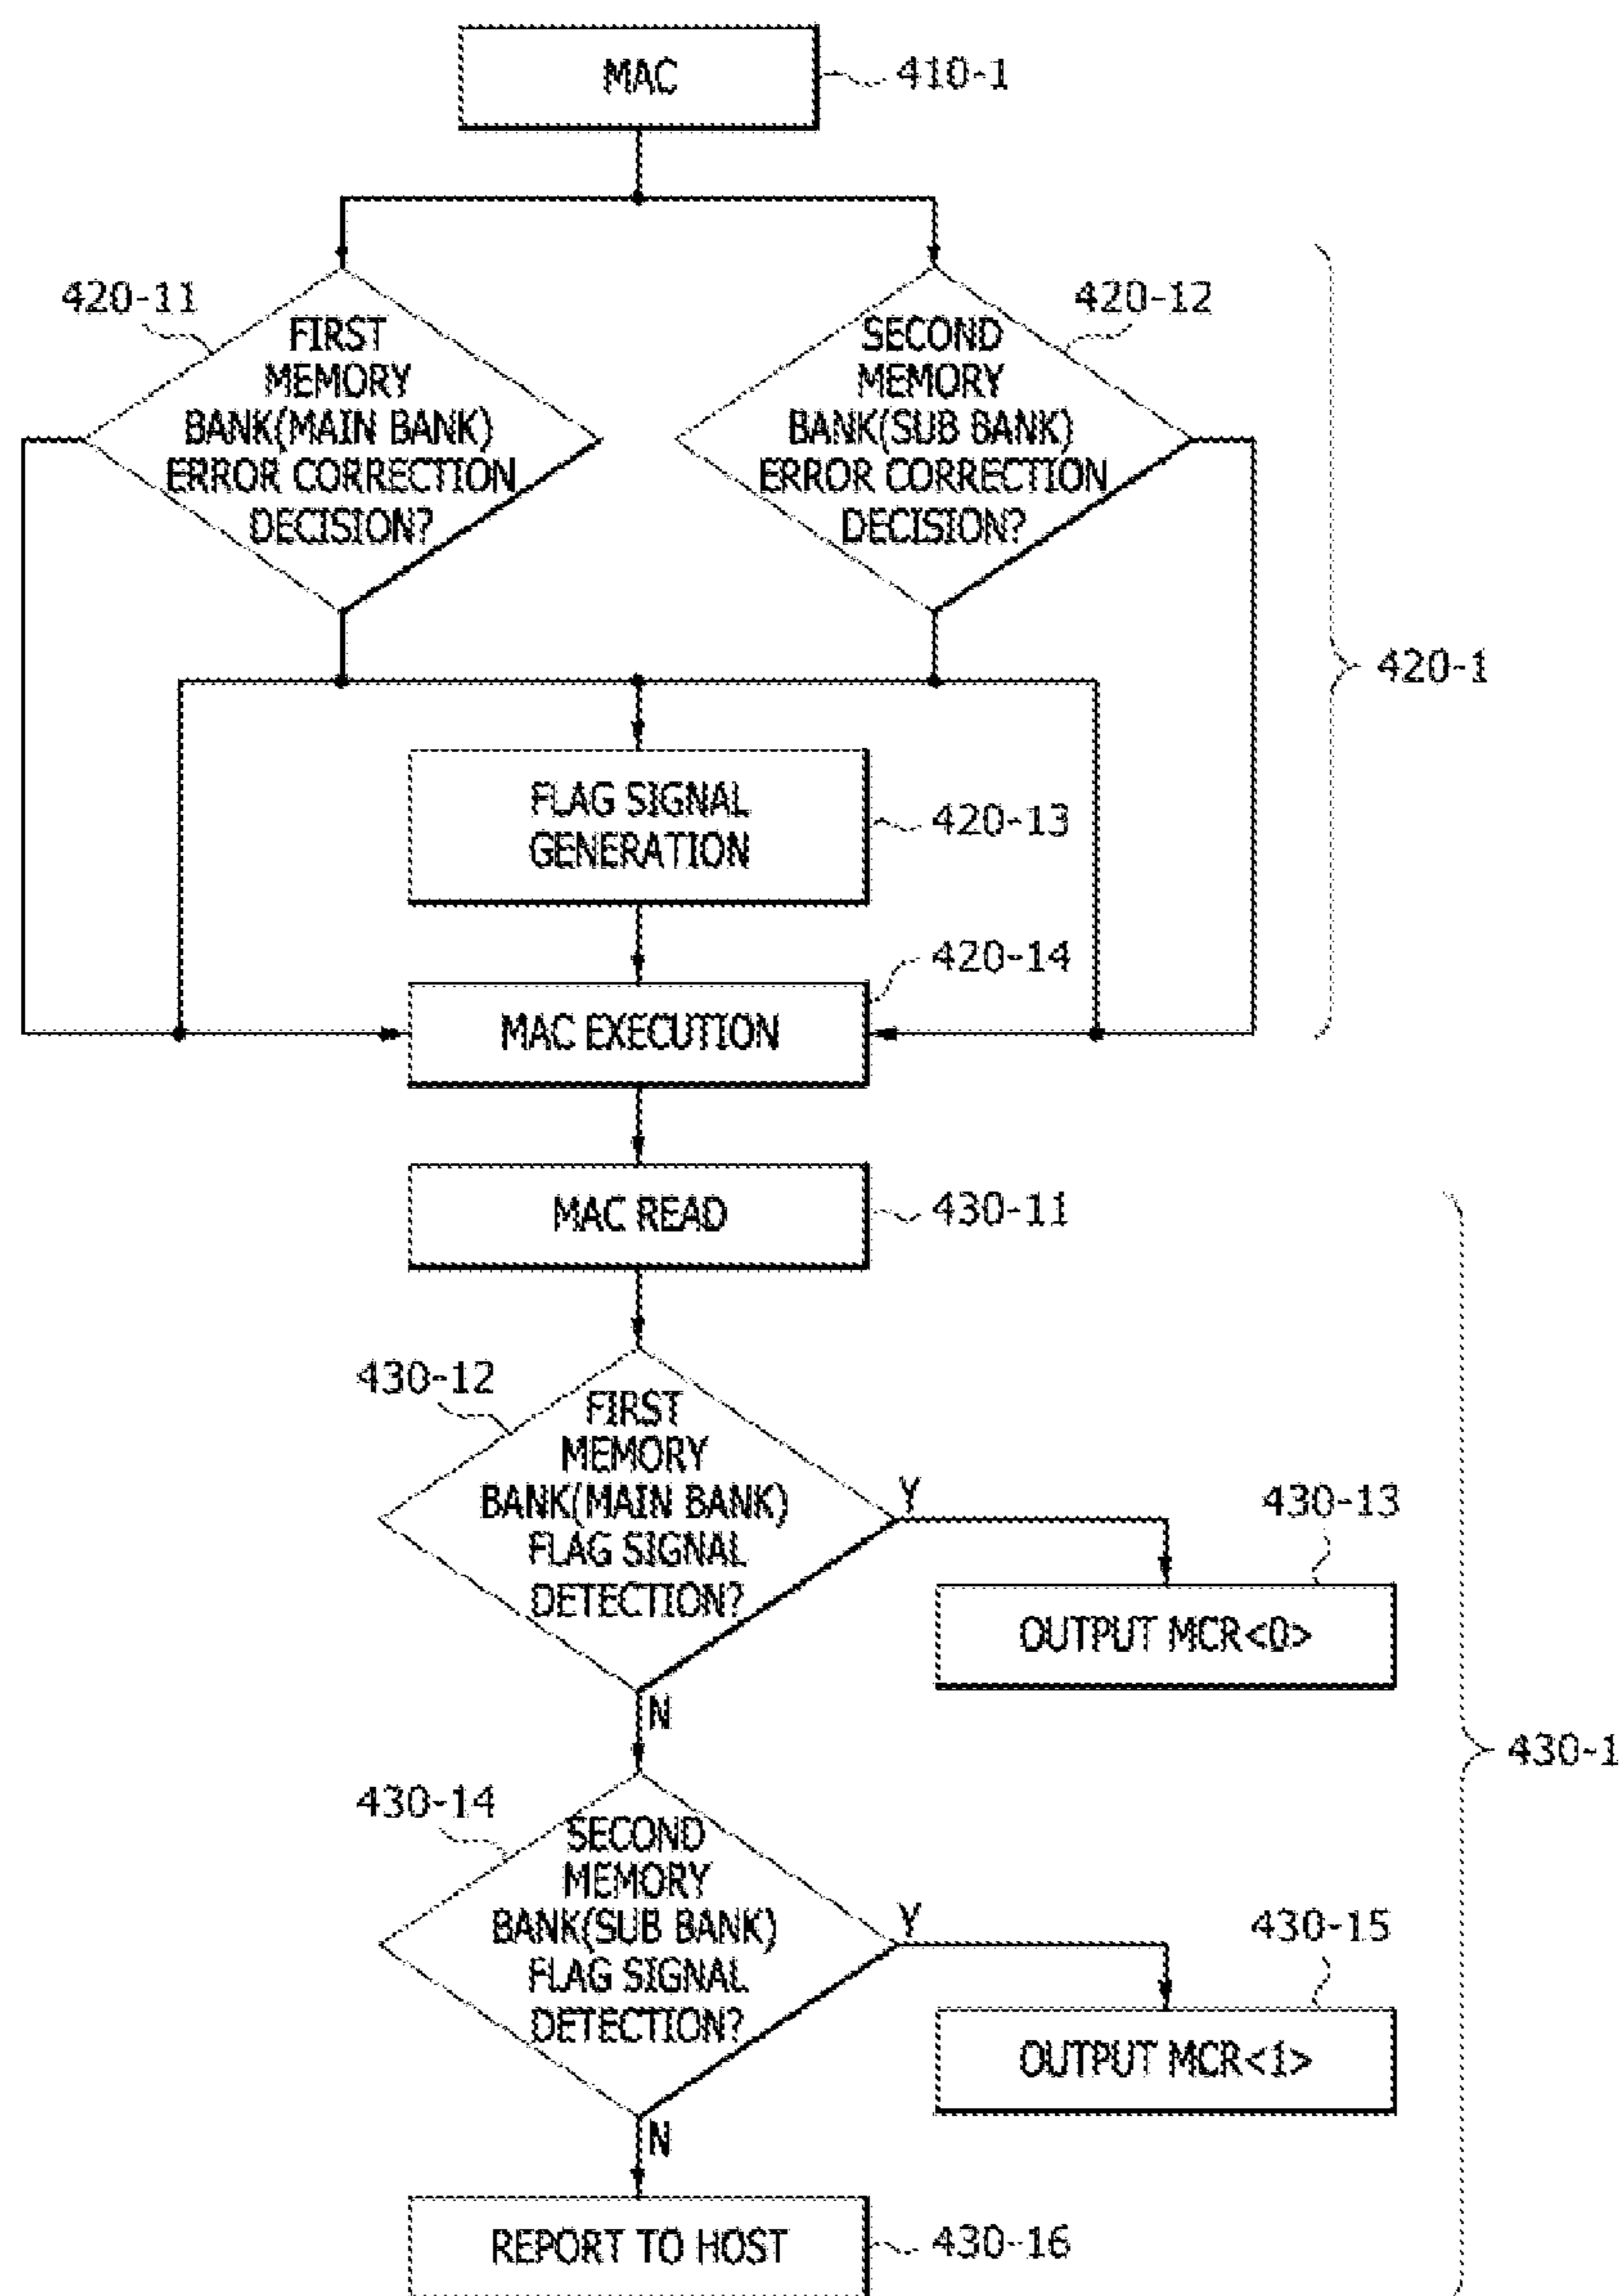 MAC
410-1
420-11
FIRST
MEMORY
BANK(MAIN BANK)
ERROR CORRECTION
DECISION?
420-12
SECOND
MEMORY
BANK(SUB BANK)
ERROR CORRECTION
DECISION?
420-1
FLAG SIGNAL
GENERATION
420-13
420-14
MAC EXECUTION
MAC READ
430-11
430-12
FIRST
MEMORY
BANK(MAIN BANK)
FLAG SIGNAL
DETECTION?
Y
430-13
OUTPUT MCR<0>
N
430-1
430-14
SECOND
MEMORY
BANK(SUB BANK)
FLAG SIGNAL
DETECTION?
Y
430-15
OUTPUT MCR<1>
N
REPORT TO HOST
430-16